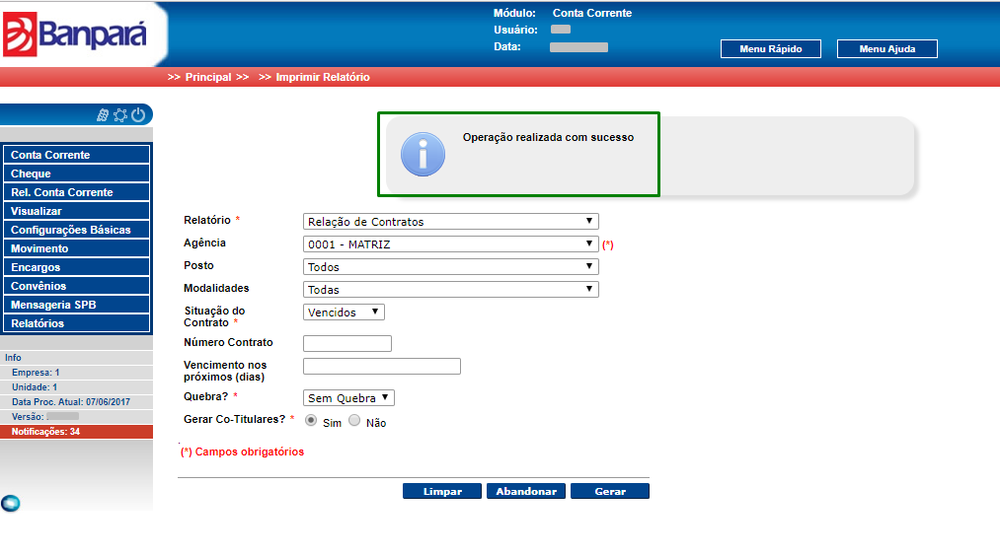 Banpará
Módulo: Conta Corrente
Usuário:
Data:
Menu Rápido
Menu Ajuda
>> Principal >> >> Imprimir Relatório
Conta Corrente
Cheque
Rel. Conta Corrente
Visualizar
Configurações Básicas
Movimento
Encargos
Convênios
Mensageria SPB
Relatórios
Info
Empresa: 1
Unidade: 1
Data Proc. Atual: 07/06/2017
Versão:
Notificações: 34
Operação realizada com sucesso
Relatório * Relação de Contratos
Agência 0001 - MATRIZ (*)
Posto Todos
Modalidades Todas
Situação do
Contrato * Vencidos
Número Contrato
Vencimento nos
próximos (dias)
Quebra? * Sem Quebra
Gerar Co-Titulares? * Sim Não
(*) Campos obrigatórios
Limpar
Abandonar
Gerar